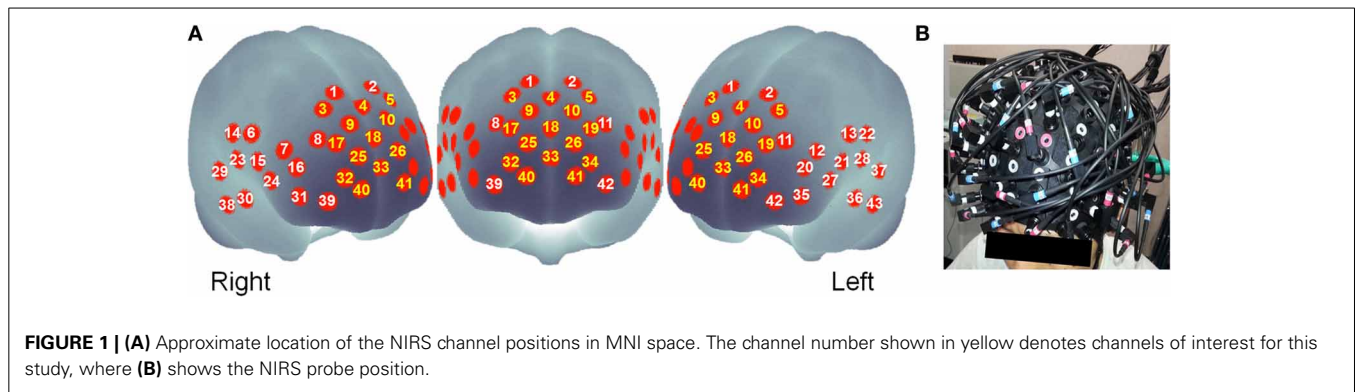 A
B
1 2
3 4 5
9 10
14 6 8 17 18
7 25 26
23 15 16 33
29 24 32 40 41
38 30 31 39
1 2
3 4 5
9 10
8 17 18 19 11
25 26
32 33 34
40 41
39 42
1 2
3 4 5
9 10
18 19 11 13 22
25 26 12 21 28
33 20 37
40 34 27
41 42 35 36 43
Right
Left
FIGURE 1 | (A) Approximate location of the NIRS channel positions in MNI space. The channel number shown in yellow denotes channels of interest for this
study, where (B) shows the NIRS probe position.